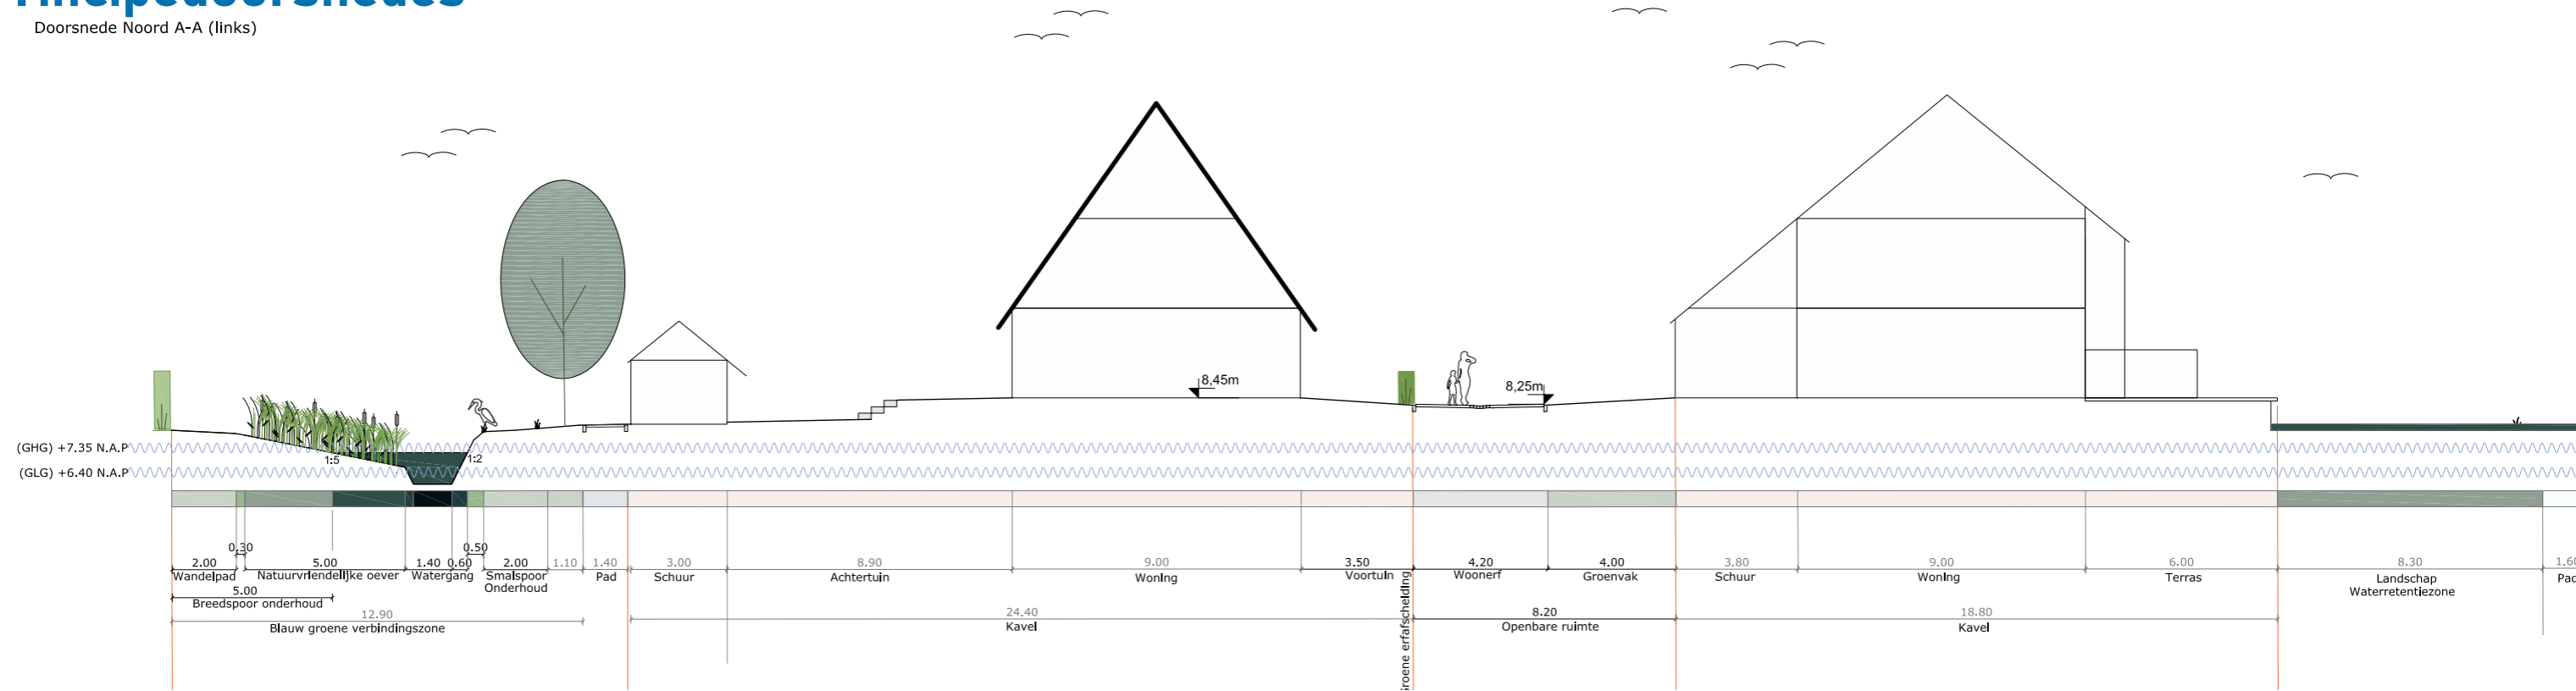 Doorsnede Noord A-A (links)
8,45m
8,25m
(GHG) +7.35 N.A.P
(GLG) +6.40 N.A.P
1:5
1:2
0.30
0.50
2.00
5.00
1.40
0.60
2.00
1.10
1.40
3.00
8.90
9.00
3.50
4.20
4.00
3.80
9.00
6.00
8.30
Wandelpad
Natuurvriendelijke oever
Watergang
Smalspoor
Onderhoud
Pad
Schuur
Achtertuin
Woning
Voortuin
Groene erfafscheiding
Woonerf
Groenvak
Schuur
Woning
Terras
Landschap
Waterretentiezone
5.00
Breedspoor onderhoud
12.90
Blauw groene verbindingszone
24.40
Kavel
8.20
Openbare ruimte
18.80
Kavel